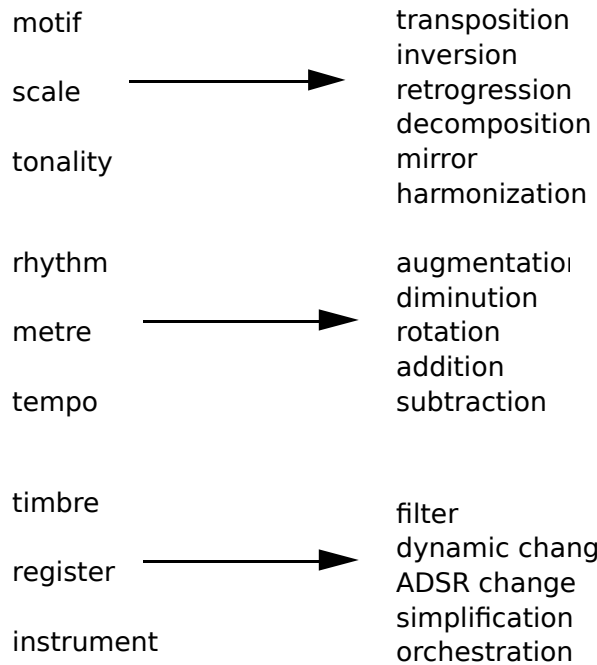 motif
scale
tonality
transposition
inversion
retrogression
decomposition
mirror
harmonization
rhythm
metre
tempo
augmentation
diminution
rotation
addition
subtraction
timbre
register
instrument
filter
dynamic chang
ADSR change
simplification
orchestration